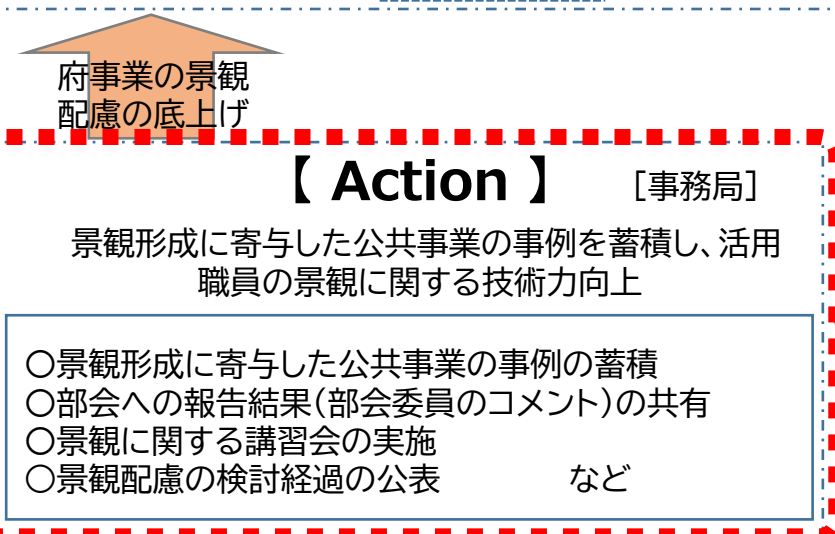 府事業の景観
配慮の底上げ
【 Action 】 [事務局]
景観形成に寄与した公共事業の事例を蓄積し、活用
職員の景観に関する技術力向上
〇景観形成に寄与した公共事業の事例の蓄積
〇部会への報告結果(部会委員のコメント)の共有
〇景観に関する講習会の実施
〇景観配慮の検討経過の公表 など